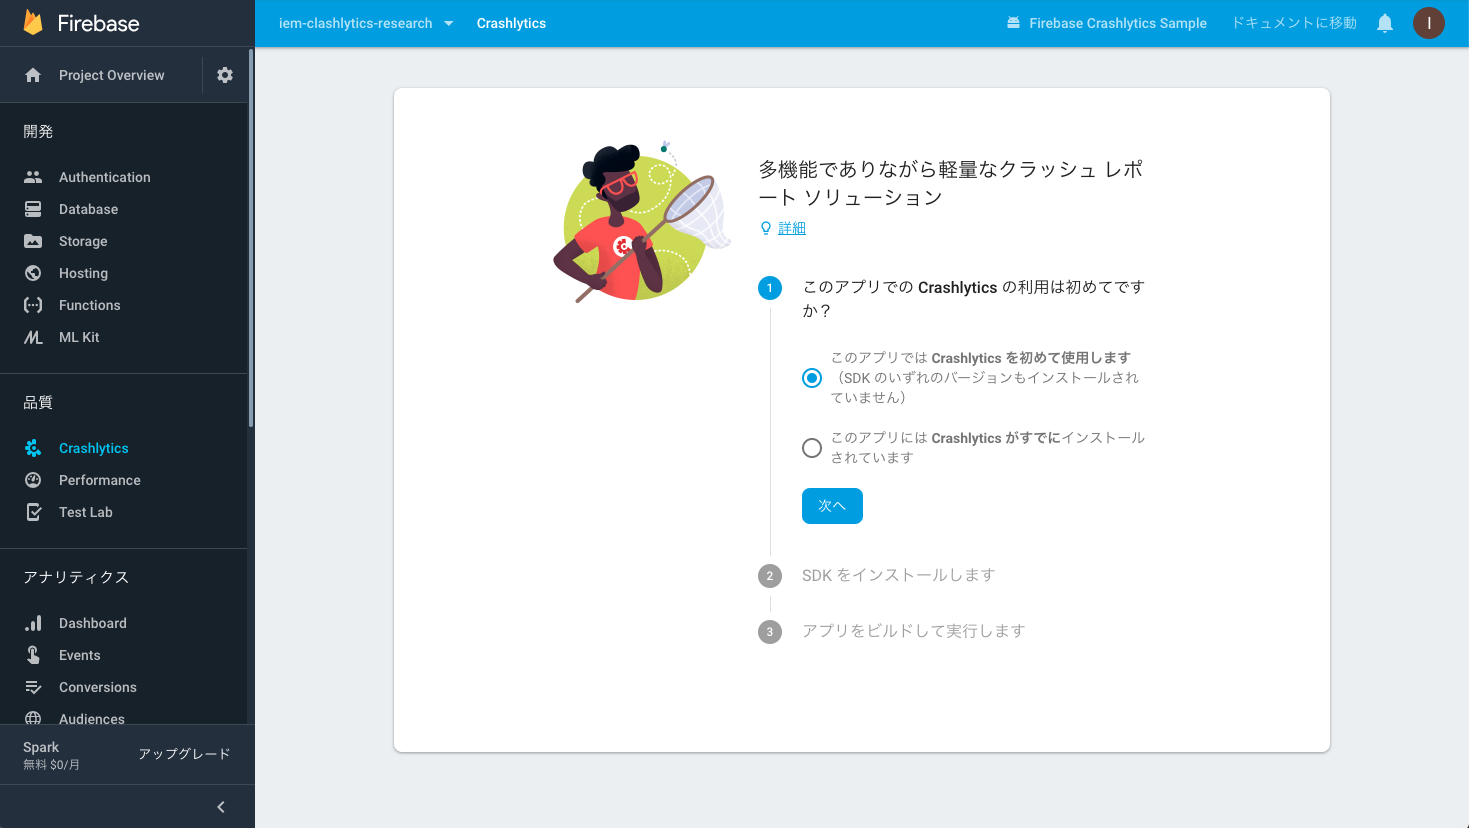 Firebase
iem-clashlytics-research
Crashlytics
Firebase Crashlytics Sample
ドキュメントに移動
I
Project Overview
開発
Authentication
Database
Storage
Hosting
Functions
ML Kit
品質
Crashlytics
Performance
Test Lab
アナリティクス
Dashboard
Events
Conversions
Audiences
Spark
無料 $0/月
アップグレード
多機能でありながら軽量なクラッシュ レポ
ート ソリューション
詳細
1 このアプリでの Crashlytics の利用は初めてです
か？
このアプリでは Crashlytics を初めて使用します
（SDK のいずれのバージョンもインストールされ
ていません）
このアプリには Crashlytics がすでにインストール
されています
次へ
2 SDK をインストールします
3 アプリをビルドして実行します